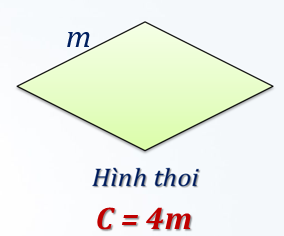 m
Hình thoi
C = 4m